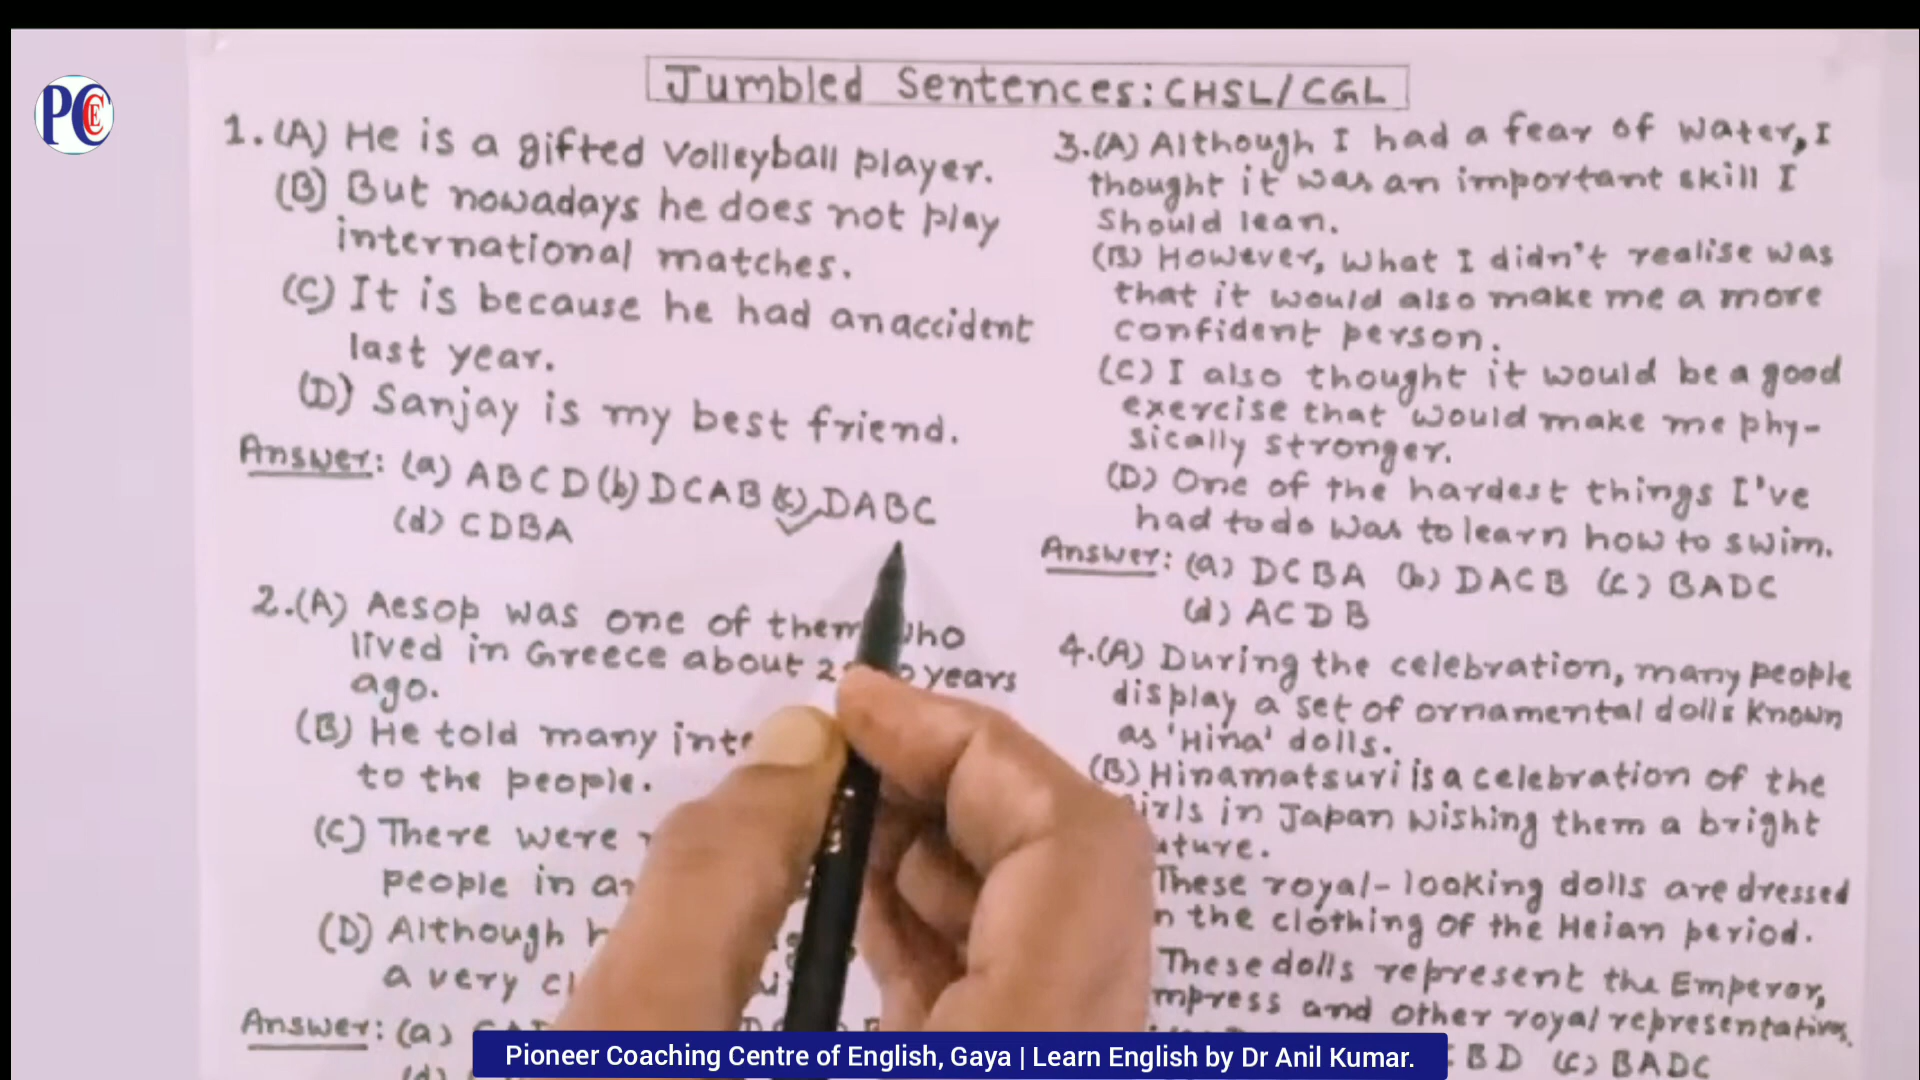 PCCE
Jumbled Sentences: CHSL/CGL
1. (A) He is a gifted Volleyball player.
(B) But nowadays he does not play
international matches.
(C) It is because he had an accident
last year.
(D) Sanjay is my best friend.
Answer: (a) ABCD (b) DCAB (c) DABC
(d) CDBA
2. (A) Aesop was one of them who
lived in Greece about 2 years
ago.
(B) He told many
to the people.
(C) There were
people in
(D) Although
a very
Answer: (a)
(d)
3. (A) Although I had a fear of water, I
thought it was an important skill I
should lean.
(B) However, what I didn't realise was
that it would also make me a more
confident person.
(C) I also thought it would be a good
exercise that would make me phy-
sically stronger.
(D) One of the hardest things I've
had to do was to learn how to swim.
Answer: (a) DCBA (b) DACB (c) BADC
(d) ACDB
4. (A) During the celebration, many people
display a set of ornamental dolls known
as 'Hina' dolls.
(B) Hinamatsuri is a celebration of the
girls in Japan wishing them a bright
future.
These royal-looking dolls are dressed
in the clothing of the Heian period.
These dolls represent the Emperor,
Empress and other royal representatives
BD (c) BADC
Pioneer Coaching Centre of English, Gaya | Learn English by Dr Anil Kumar.